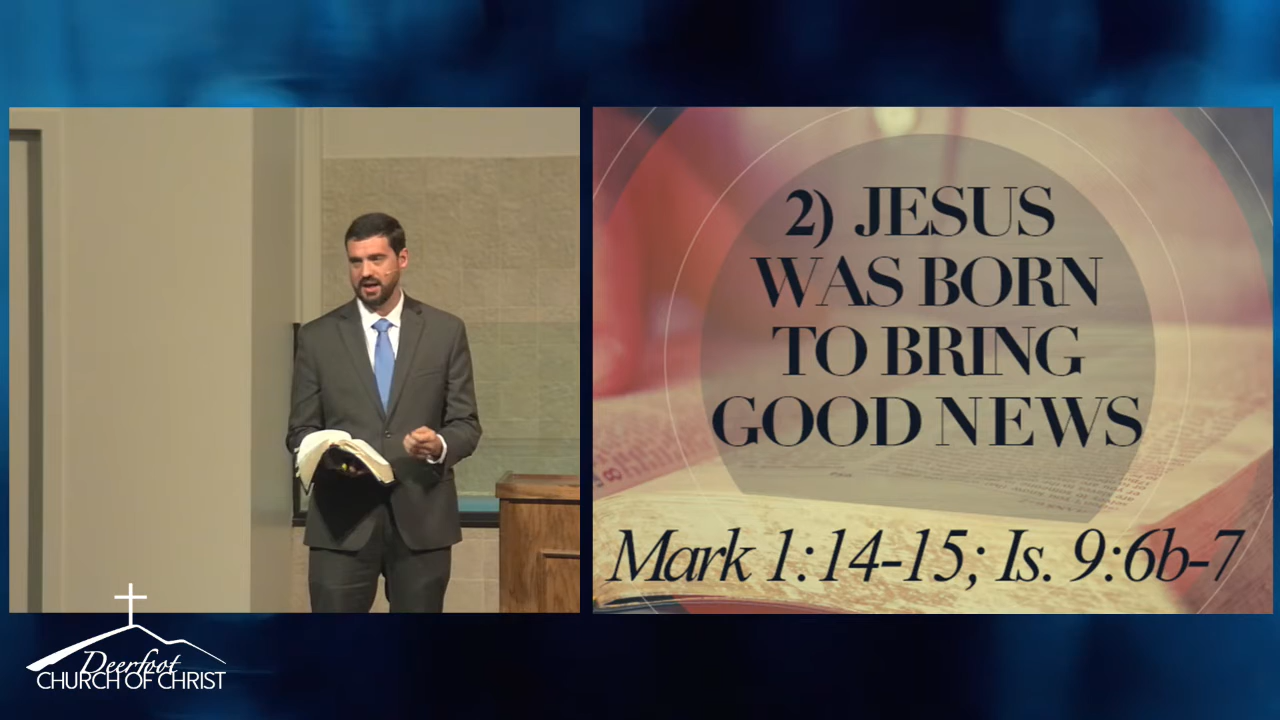 2) JESUS
WAS BORN
TO BRING
GOOD NEWS
Mark 1:14-15; Is. 9:6b-7
Deerfoot
CHURCH OF CHRIST